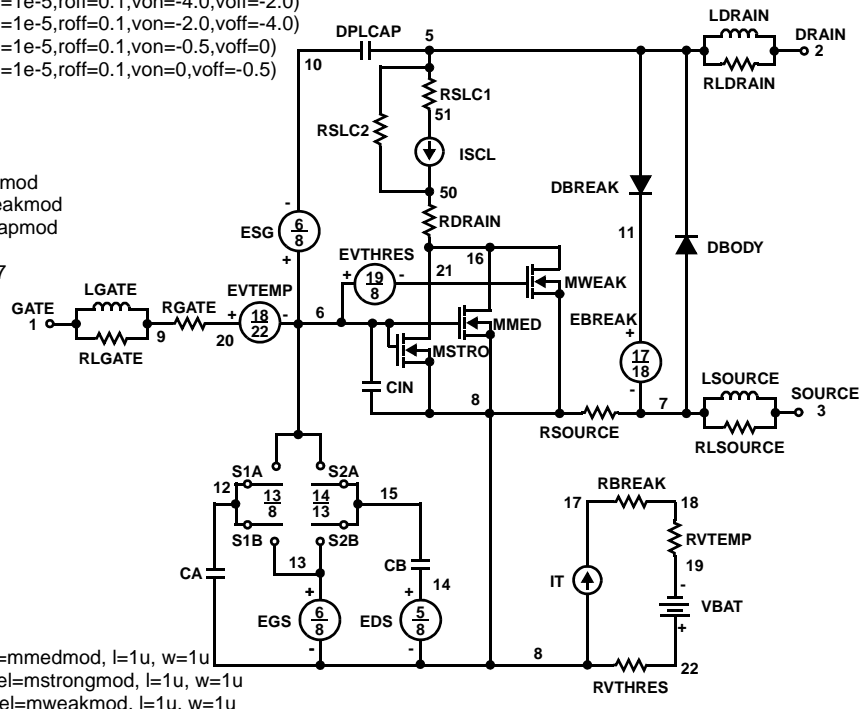 =1e-5,roff=0.1,von=-4.0,voff=-2.0)
=1e-5,roff=0.1,von=-2.0,voff=-4.0)
=1e-5,roff=0.1,von=-0.5,voff=0)
=1e-5,roff=0.1,von=0,voff=-0.5)
LDRAIN
DRAIN
2
RLDRAIN
DPLCAP
5
10
RSLC1
51
RSLC2
ISCL
50
RDRAIN
mod
eakmod
apmod
7
ESG
6
8
-
+
EVTHRES
+
19
8
-
21
16
MWEAK
DBREAK
11
DBODY
LGATE
GATE
1
RLGATE
9
RGATE
20
EVTEMP
+
18
22
-
6
MMED
MSTRO
EBREAK
+
17
18
-
CIN
8
RSOURCE
7
LSOURCE
SOURCE
3
RLSOURCE
S1A
S2A
12
13
8
14
13
15
S1B
S2B
13
CA
CB
14
+
EGS
6
8
-
+
EDS
5
8
-
8
RBREAK
17
18
RVTEMP
19
IT
-
VBAT
+
22
RVTHRES
=mmedmod, l=1u, w=1u
el=mstrongmod, l=1u, w=1u
el=mweakmod, l=1u, w=1u